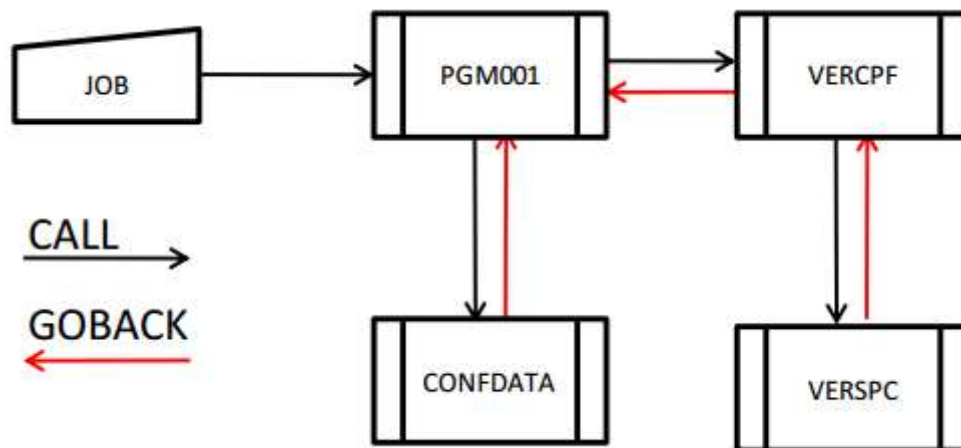 JOB
PGM001
VERCPF
CALL
GOBACK
CONFDATA
VERSPC